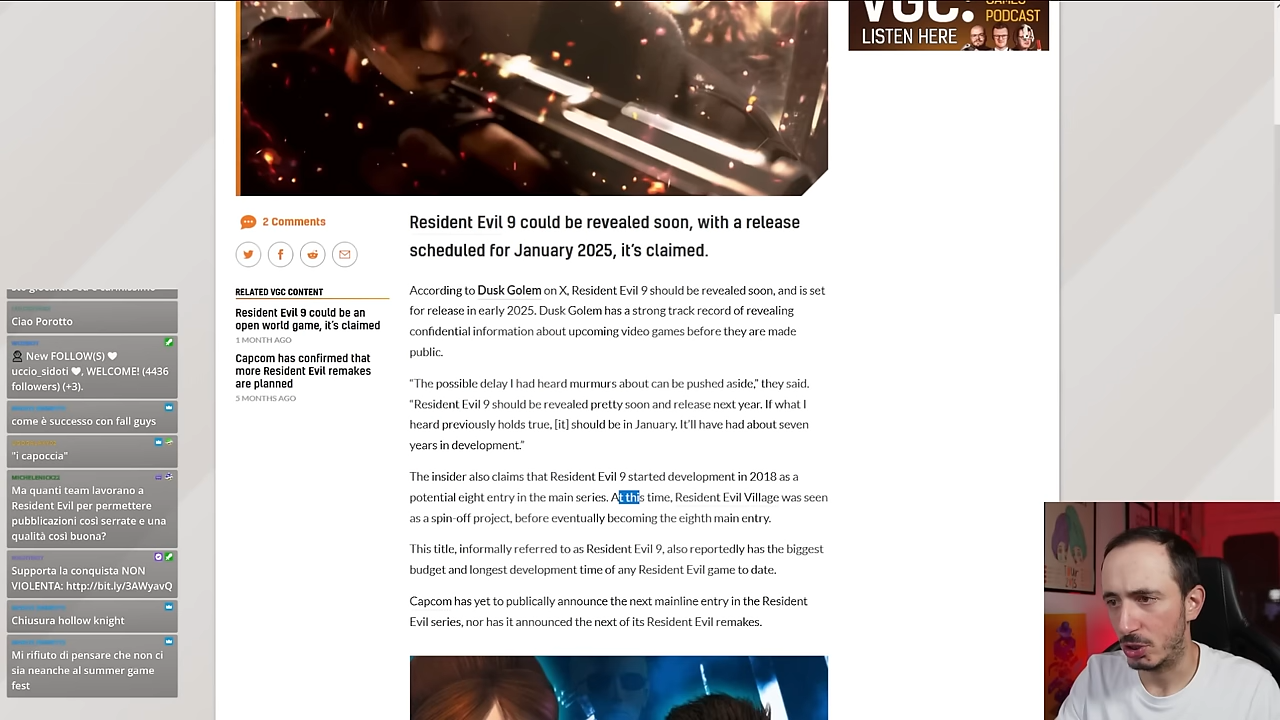 VGC.
GAMES
PODCAST
LISTEN HERE
2 Comments
RELATED VGC CONTENT
Resident Evil 9 could be an
open world game, it's claimed
1 MONTH AGO
Capcom has confirmed that
more Resident Evil remakes
are planned
5 MONTHS AGO
Resident Evil 9 could be revealed soon, with a release
scheduled for January 2025, it's claimed.
According to Dusk Golem on X, Resident Evil 9 should be revealed soon, and is set
for release in early 2025. Dusk Golem has a strong track record of revealing
confidential information about upcoming video games before they are made
public.
“The possible delay I had heard murmurs about can be pushed aside,” they said.
“Resident Evil 9 should be revealed pretty soon and release next year. If what I
heard previously holds true, [it] should be in January. It'll have had about seven
years in development.”
The insider also claims that Resident Evil 9 started development in 2018 as a
potential eight entry in the main series. At this time, Resident Evil Village was seen
as a spin-off project, before eventually becoming the eighth main entry.
This title, informally referred to as Resident Evil 9, also reportedly has the biggest
budget and longest development time of any Resident Evil game to date.
Capcom has yet to publically announce the next mainline entry in the Resident
Evil series, nor has it announced the next of its Resident Evil remakes.
Ciao Porotto
New FOLLOW(S)
uccio_sidoti , WELCOME! (4436
followers) (+3).
come è successo con fall guys
"i capoccia"
Ma quanti team lavorano a
Resident Evil per permettere
pubblicazioni così serrate e una
qualità così buona?
Supporta la conquista NON
VIOLENTA: http://bit.ly/3AWyavQ
Chiusura hollow knight
Mi rifiuto di pensare che non ci
sia neanche al summer game
fest